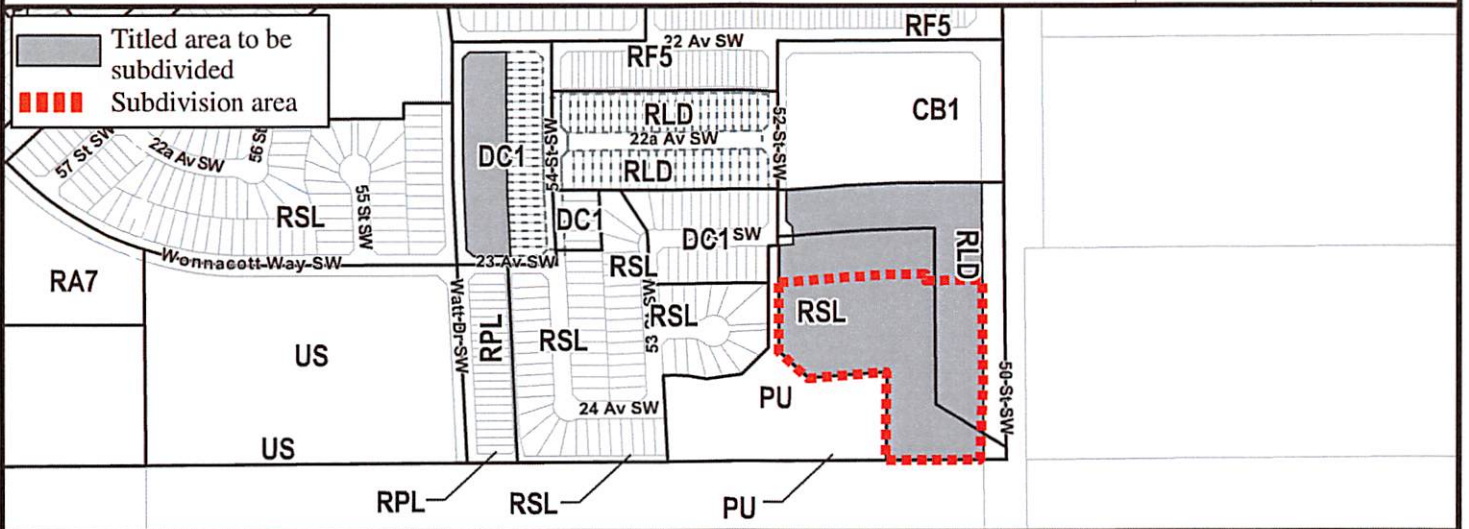 Titled area to be
subdivided
Subdivision area
RF5
22 Av SW
RF5
CB1
RLD
22a Av SW
52-St-SW
RLD
57 St SW
22a Av SW
56 St
55 St SW
RSL
DC1
54-St-SW
DC1
DC1
SW
RSL
RLD
Wonnacott-Way-SW
23-Av-SW
RA7
Watt-Dr-SW
RPL
RSL
53
SW
RSL
RSL
US
PU
50-St-SW
24 Av SW
US
RPL
RSL
PU